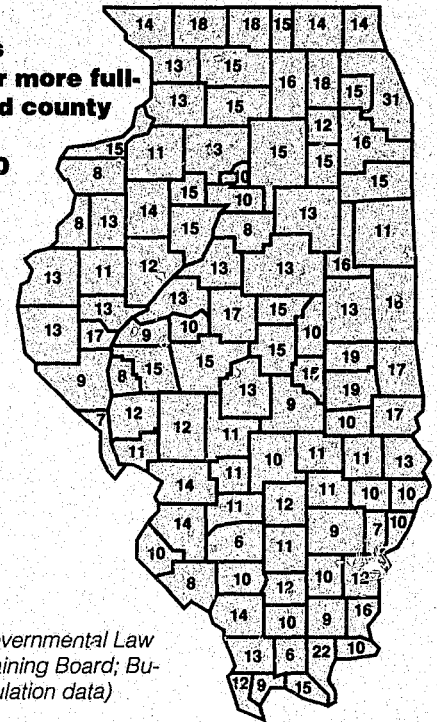 s
r more full-
d county
0
14 18 18 15 14 14
13 15 16 18 15 31
13 15 12 16
15 11 13 15 15 15
8 15 10 10
8 13 14 15 8 13 11
13 11 12 13 13 16
13 13 13 17 15 10 13 16
17 9 10 15 19
9 8 15 15 13 15 19 17
7 12 12 9 10 17
11 11 10 11 11 13
14 11 12 11 10 10
14 11 9 7 10
10 6 11
8 10 12 10 12
14 10 9 16
13 6 22 10
12 9 15
overnmental Law
aining Board; Bu-
ulation data)